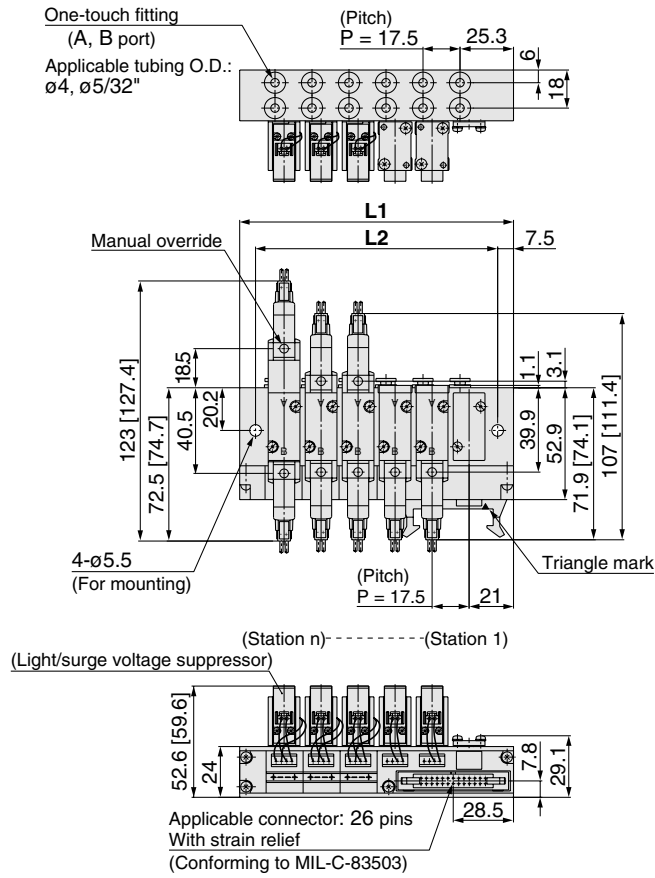 One-touch fitting
(A, B port)
Applicable tubing O.D.:
ø4, ø5/32"
(Pitch)
P = 17.5
25.3
6
18
L1
L2
7.5
Manual override
123 [127.4]
72.5 [74.7]
18.5
40.5
20.2
1.1
3.1
39.9
52.9
71.9 [74.1]
107 [111.4]
A
A
A
A
A
B
B
B
B
B
4-ø5.5
(For mounting)
Triangle mark
(Pitch)
P = 17.5
21
(Station n)
(Station 1)
(Light/surge voltage suppressor)
52.6 [59.6]
24
7.8
29.1
28.5
Applicable connector: 26 pins
With strain relief
(Conforming to MIL-C-83503)